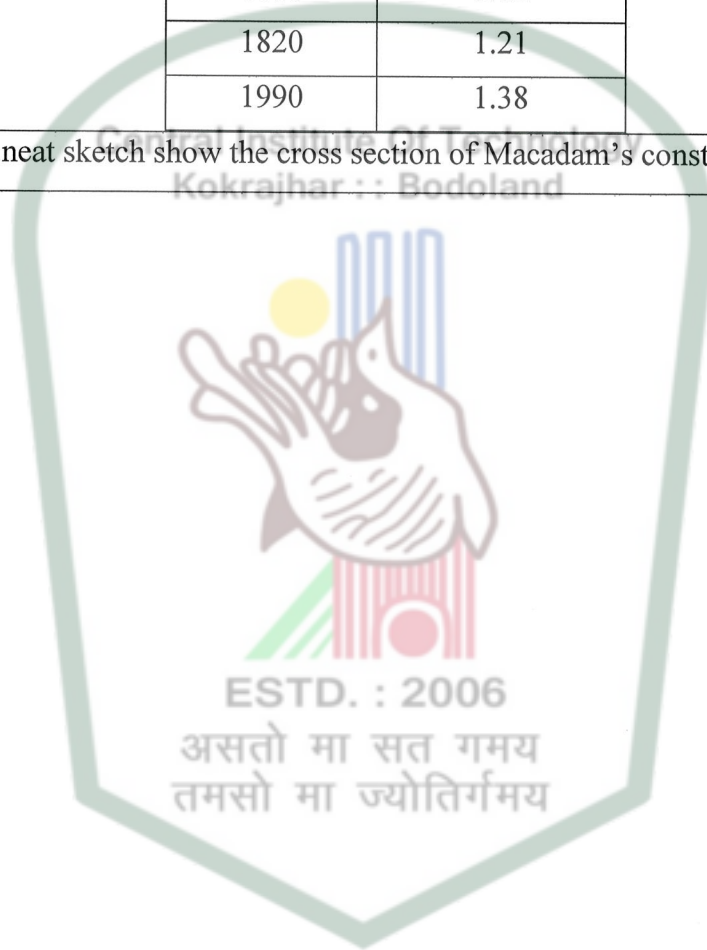 1820 1.21
1990 1.38
Central Institute Of Technology
neat sketch show the cross section of Macadam's const
Kokrajhar : : Bodoland
ESTD. : 2006
असतो मा सत गमय
तमसो मा ज्योतिर्गमय